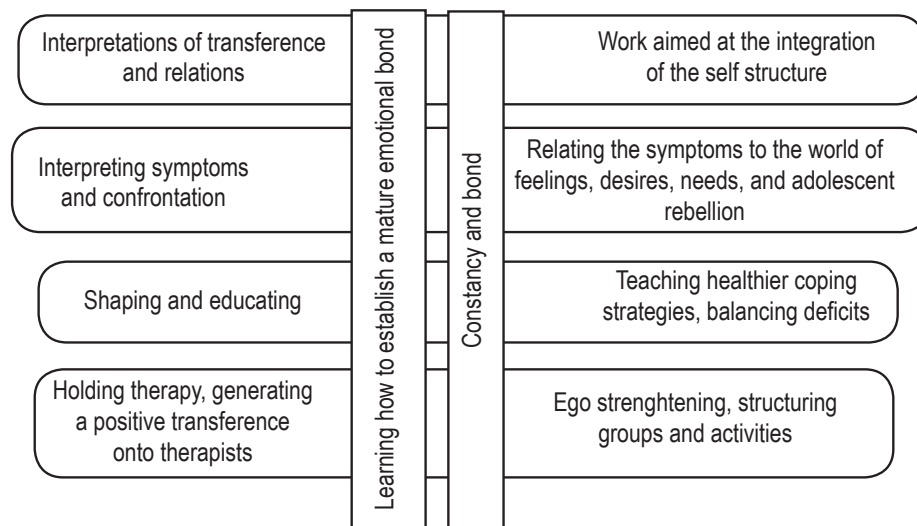 Interpretations of transference
and relations
Work aimed at the integration
of the self structure
Interpreting symptoms
and confrontation
Relating the symptoms to the world of
feelings, desires, needs, and adolescent
rebellion
Shaping and educating
Teaching healthier coping
strategies, balancing deficits
Holding therapy, generating
a positive transference
onto therapists
Ego strenghtening, structuring
groups and activities
Learning how to establish a mature emotional bond
Constancy and bond